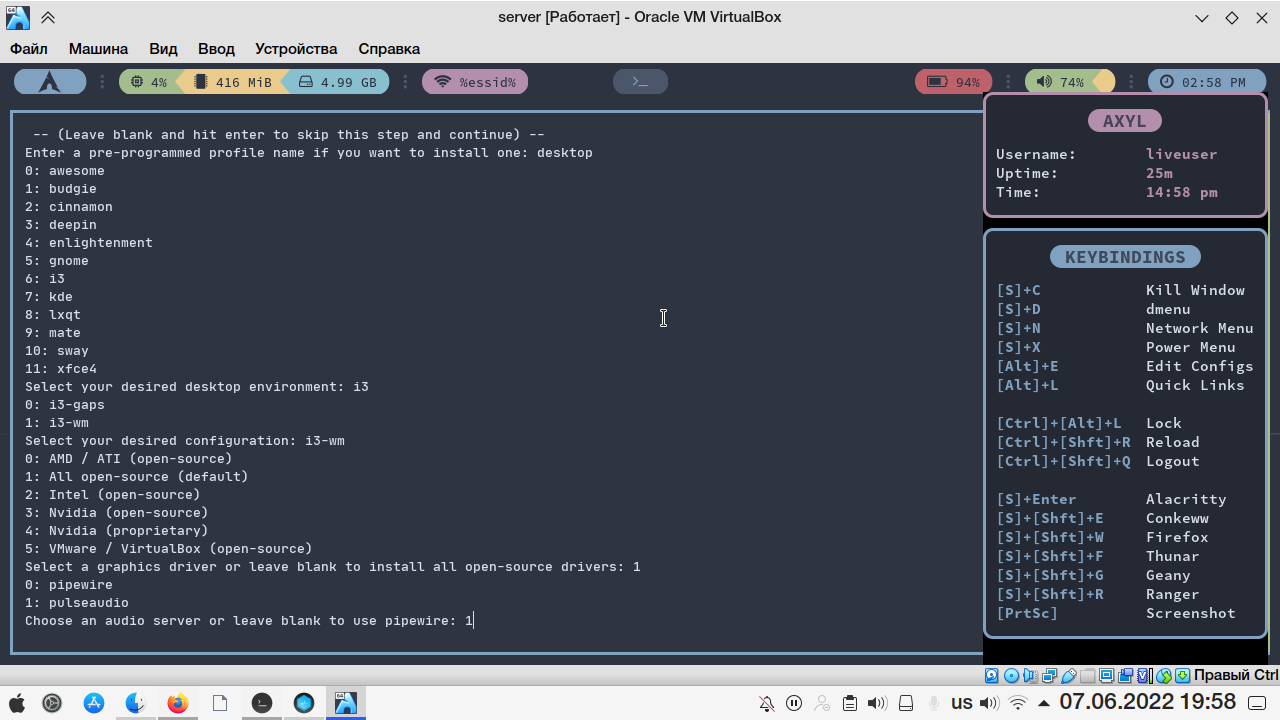 server [Работает] - Oracle VM VirtualBox
Файл Машина Вид Ввод Устройства Справка
4% 416 MiB 4.99 GB %essid% >_ 94% 74% 02:58 PM
-- (Leave blank and hit enter to skip this step and continue) --
Enter a pre-programmed profile name if you want to install one: desktop
0: awesome
1: budgie
2: cinnamon
3: deepin
4: enlightenment
5: gnome
6: i3
7: kde
8: lxqt
9: mate
10: sway
11: xfce4
Select your desired desktop environment: i3
0: i3-gaps
1: i3-wm
Select your desired configuration: i3-wm
0: AMD / ATI (open-source)
1: All open-source (default)
2: Intel (open-source)
3: Nvidia (open-source)
4: Nvidia (proprietary)
5: VMware / VirtualBox (open-source)
Select a graphics driver or leave blank to install all open-source drivers: 1
0: pipewire
1: pulseaudio
Choose an audio server or leave blank to use pipewire: 1
AXYL
Username: liveuser
Uptime: 25m
Time: 14:58 pm
KEYBINDINGS
[S]+C Kill Window
[S]+D dmenu
[S]+N Network Menu
[S]+X Power Menu
[Alt]+E Edit Configs
[Alt]+L Quick Links
[Ctrl]+[Alt]+L Lock
[Ctrl]+[Shft]+R Reload
[Ctrl]+[Shft]+Q Logout
[S]+Enter Alacritty
[S]+[Shft]+E Conkeww
[S]+[Shft]+W Firefox
[S]+[Shft]+F Thunar
[S]+[Shft]+G Geany
[S]+[Shft]+R Ranger
[PrtSc] Screenshot
Правый Ctrl
us 07.06.2022 19:58